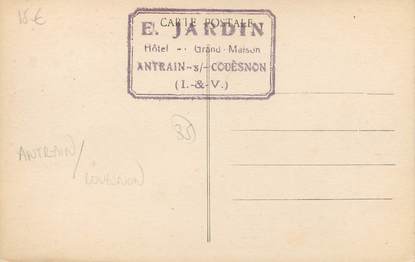 15 €
CARTE POSTALE
E. JARDIN
Hôtel -:- Grand-Maison
ANTRAIN-s/-COUËSNON
(I.-&-V.)
35
ANTRAIN/
COUESNON